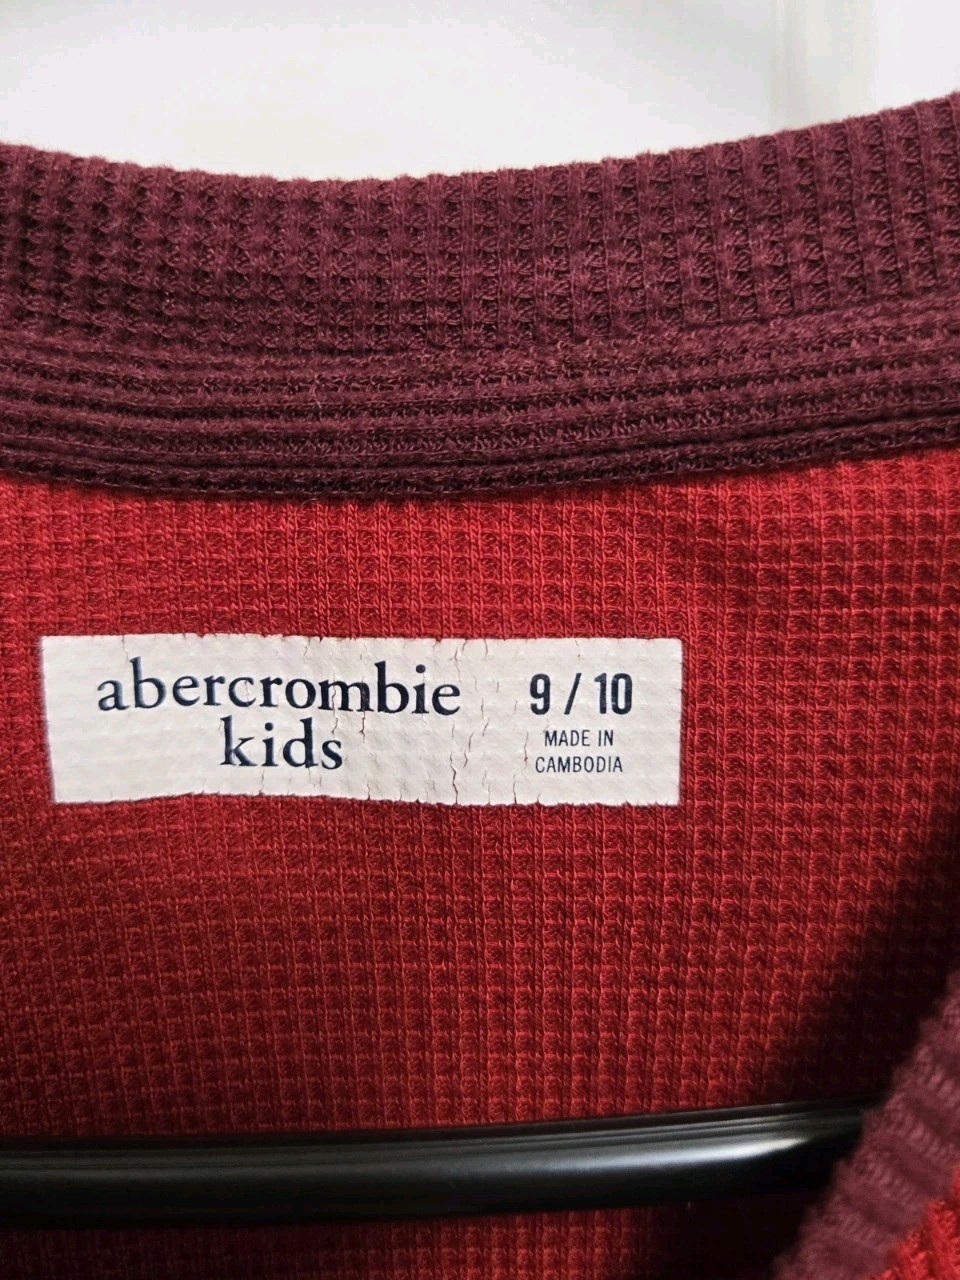 abercrombie
kids
9 / 10
MADE IN
CAMBODIA